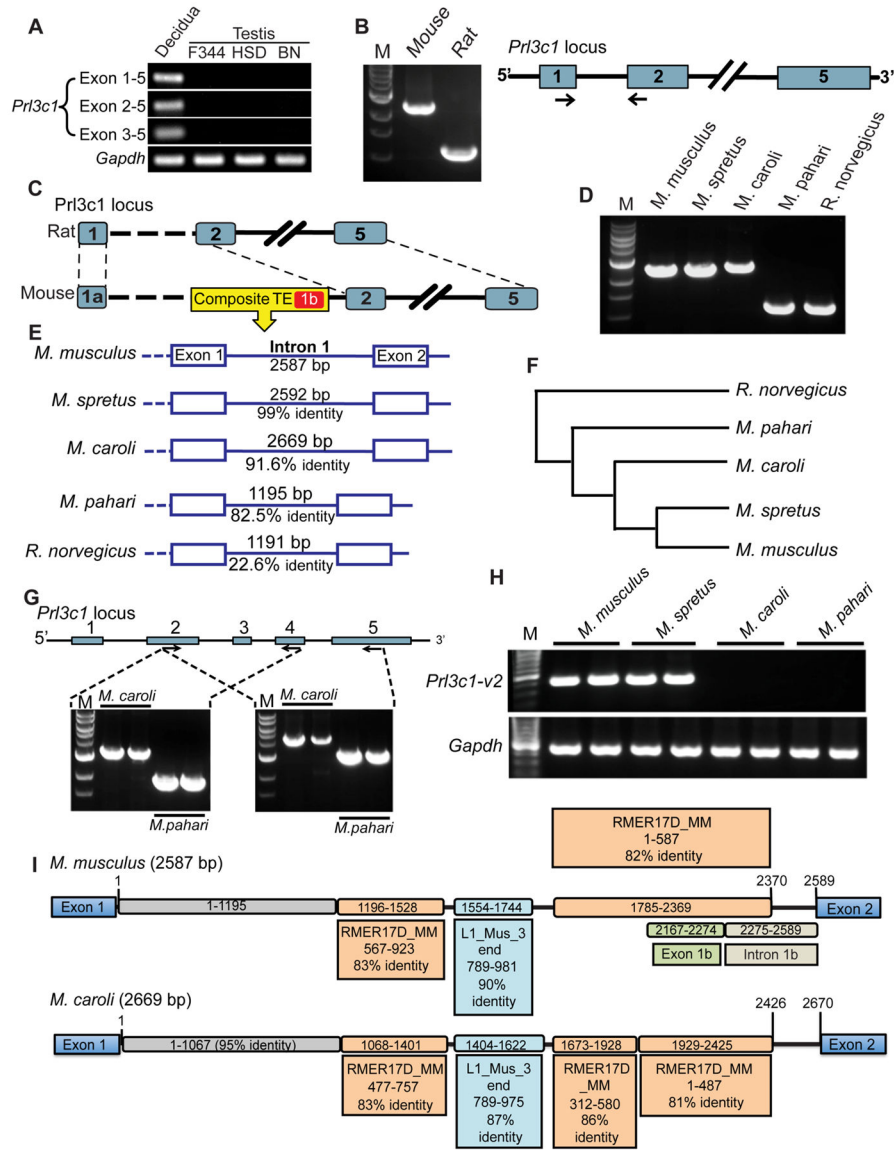 A
Decidua
Testis
F344 HSD BN
Exon 1-5
Prl3c1
Exon 2-5
Exon 3-5
Gapdh
B
M
Mouse
Rat
Prl3c1 locus
5' 1 2 5 3'
C
Prl3c1 locus
Rat 1 2 5
Mouse 1a Composite TE 1b 2 5
D
M
M. musculus
M. spretus
M. caroli
M. pahari
R. norvegicus
E
M. musculus Exon 1 Intron 1 Exon 2
2587 bp
M. spretus 2592 bp
99% identity
M. caroli 2669 bp
91.6% identity
M. pahari 1195 bp
82.5% identity
R. norvegicus 1191 bp
22.6% identity
F
R. norvegicus
M. pahari
M. caroli
M. spretus
M. musculus
G
Prl3c1 locus
5' 1 2 3 4 5 3'
M M. caroli
M.pahari
M M. caroli
M.pahari
H
M
M. musculus
M. spretus
M. caroli
M. pahari
Prl3c1-v2
Gapdh
I
M. musculus (2587 bp)
RMER17D_MM
1-587
82% identity
1 2370 2589
Exon 1 1-1195 1196-1528 1554-1744 1785-2369 Exon 2
RMER17D_MM
567-923
83% identity
L1_Mus_3
end
789-981
90%
identity
2167-2274 2275-2589
Exon 1b Intron 1b
M. caroli (2669 bp)
1 2426 2670
Exon 1 1-1067 (95% identity) 1068-1401 1404-1622 1673-1928 1929-2425 Exon 2
RMER17D_MM
477-757
83% identity
L1_Mus_3
end
789-975
87%
identity
RMER17D
_MM
312-580
86%
identity
RMER17D_MM
1-487
81% identity